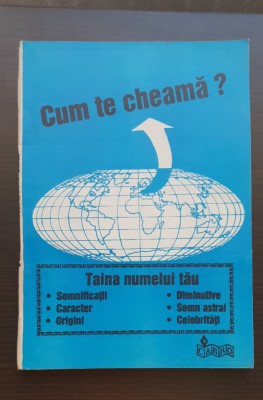 Cum te cheamă ?
Taina numelui tău
• Semnificații
• Caracter
• Origini
• Diminutive
• Semn astral
• Celebrități